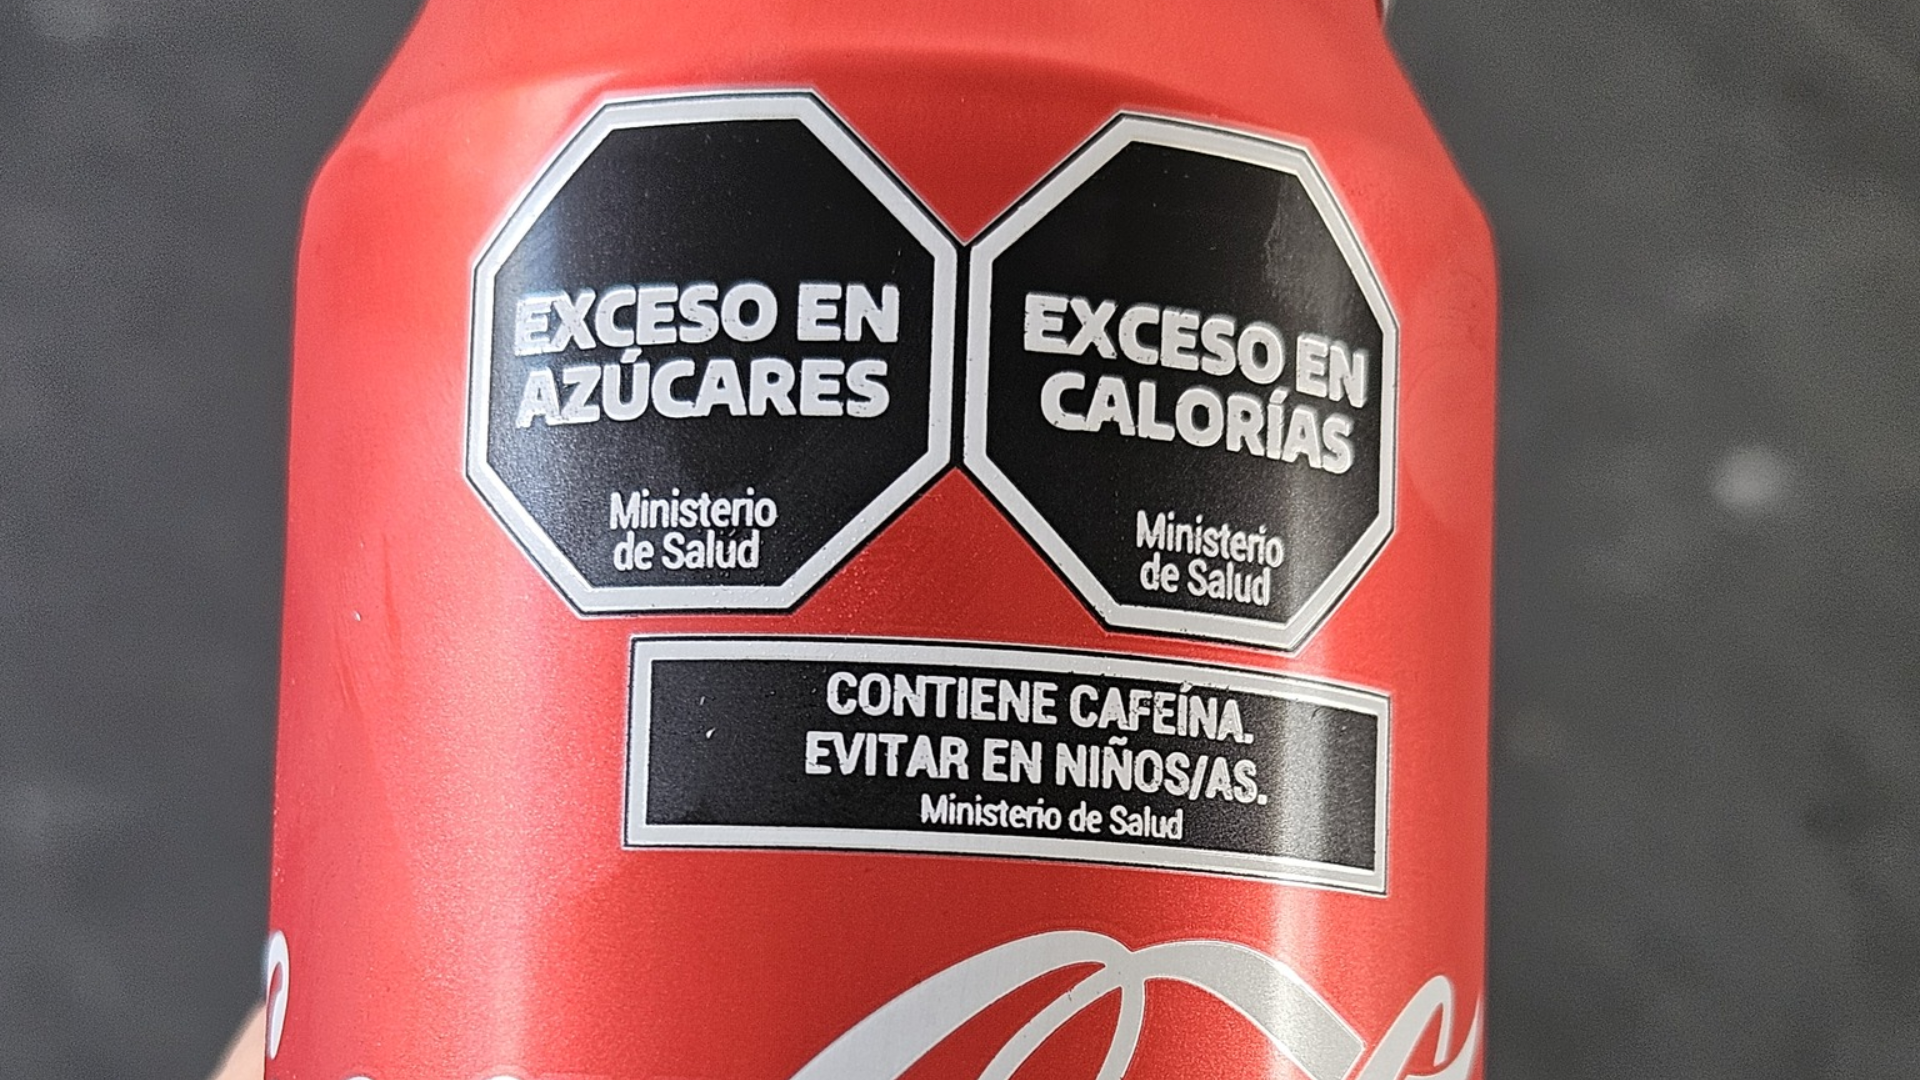 EXCESO EN
AZÚCARES
Ministerio
de Salud
EXCESO EN
CALORÍAS
Ministerio
de Salud
CONTIENE CAFEÍNA.
EVITAR EN NIÑOS/AS.
Ministerio de Salud